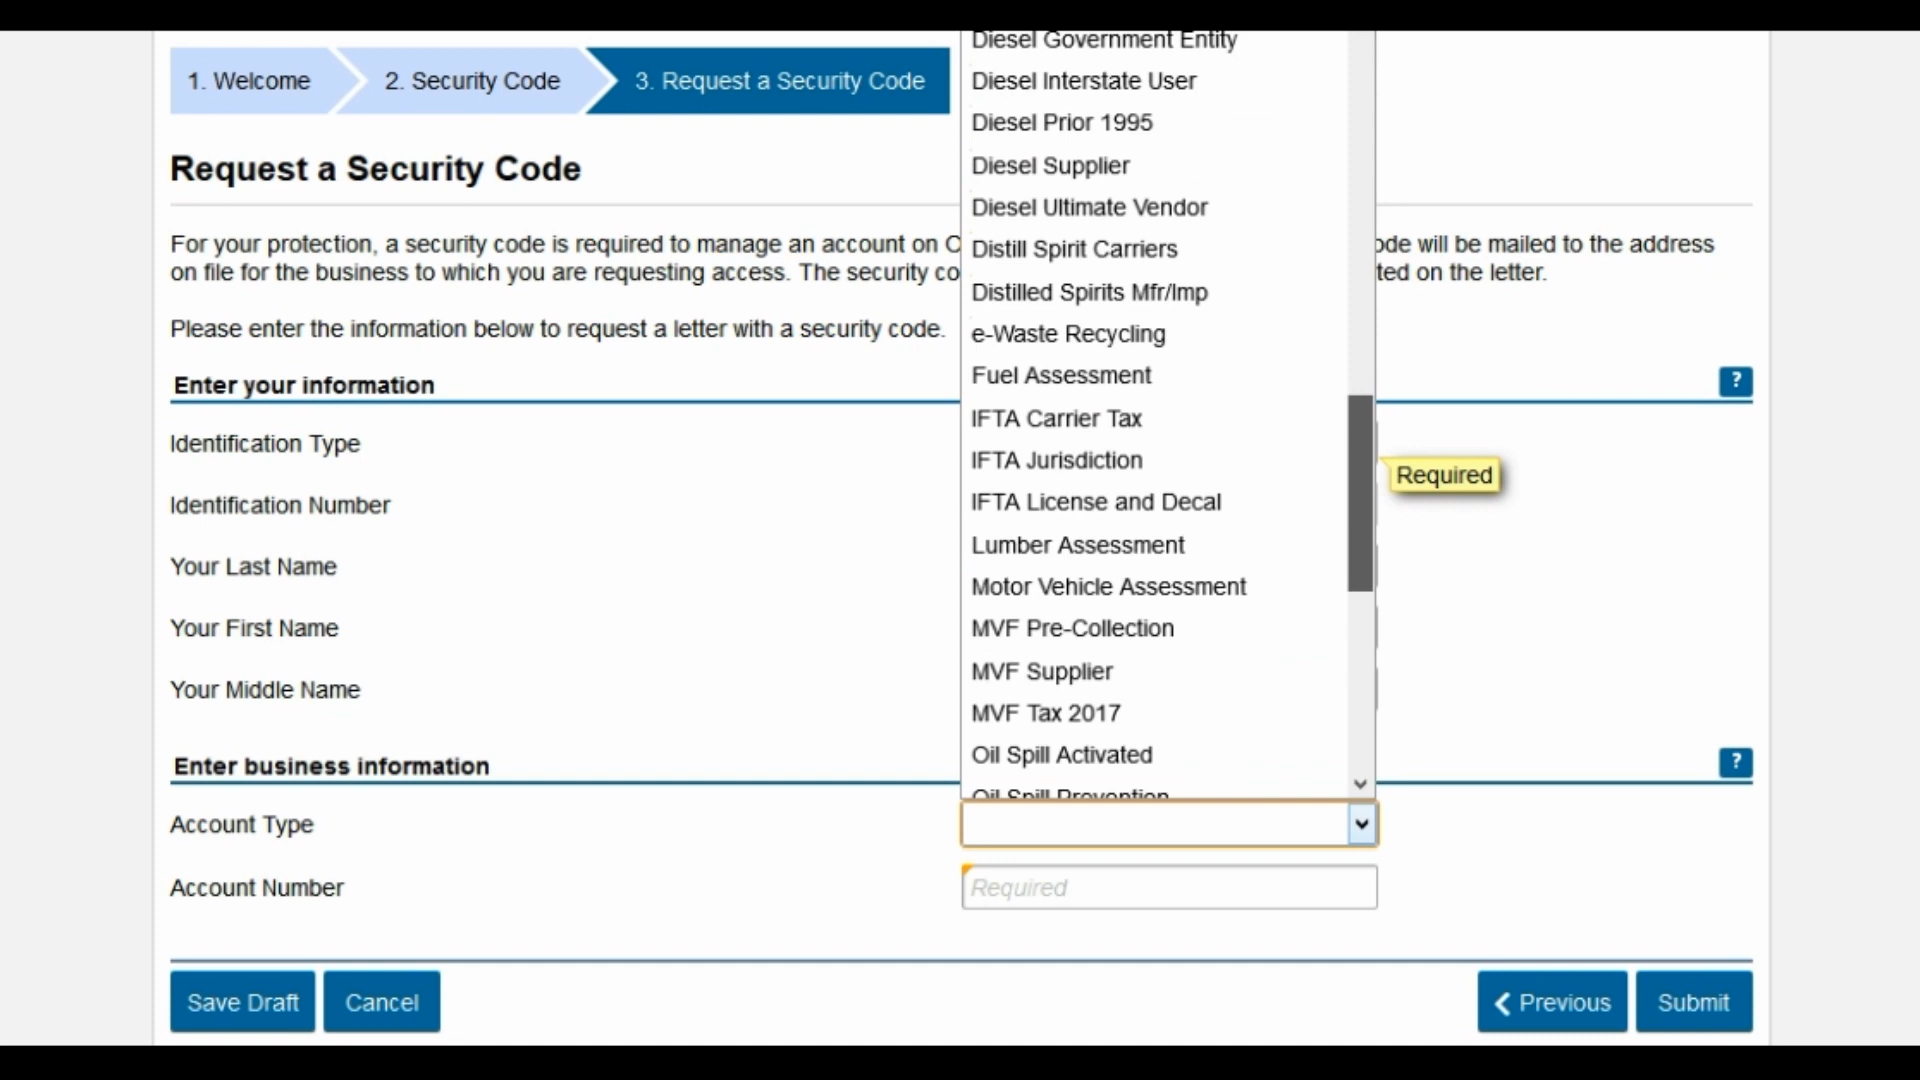 1. Welcome
2. Security Code
3. Request a Security Code
Request a Security Code
For your protection, a security code is required to manage an account on
ode will be mailed to the address
on file for the business to which you are requesting access. The security co
ted on the letter.
Please enter the information below to request a letter with a security code.
Enter your information
?
Identification Type
Required
Identification Number
Your Last Name
Your First Name
Your Middle Name
Enter business information
?
Diesel Government Entity
Diesel Interstate User
Diesel Prior 1995
Diesel Supplier
Diesel Ultimate Vendor
Distill Spirit Carriers
Distilled Spirits Mfr/Imp
e-Waste Recycling
Fuel Assessment
IFTA Carrier Tax
IFTA Jurisdiction
IFTA License and Decal
Lumber Assessment
Motor Vehicle Assessment
MVF Pre-Collection
MVF Supplier
MVF Tax 2017
Oil Spill Activated
Oil Spill Prevention
Account Type
Account Number
Required
Save Draft
Cancel
Previous
Submit